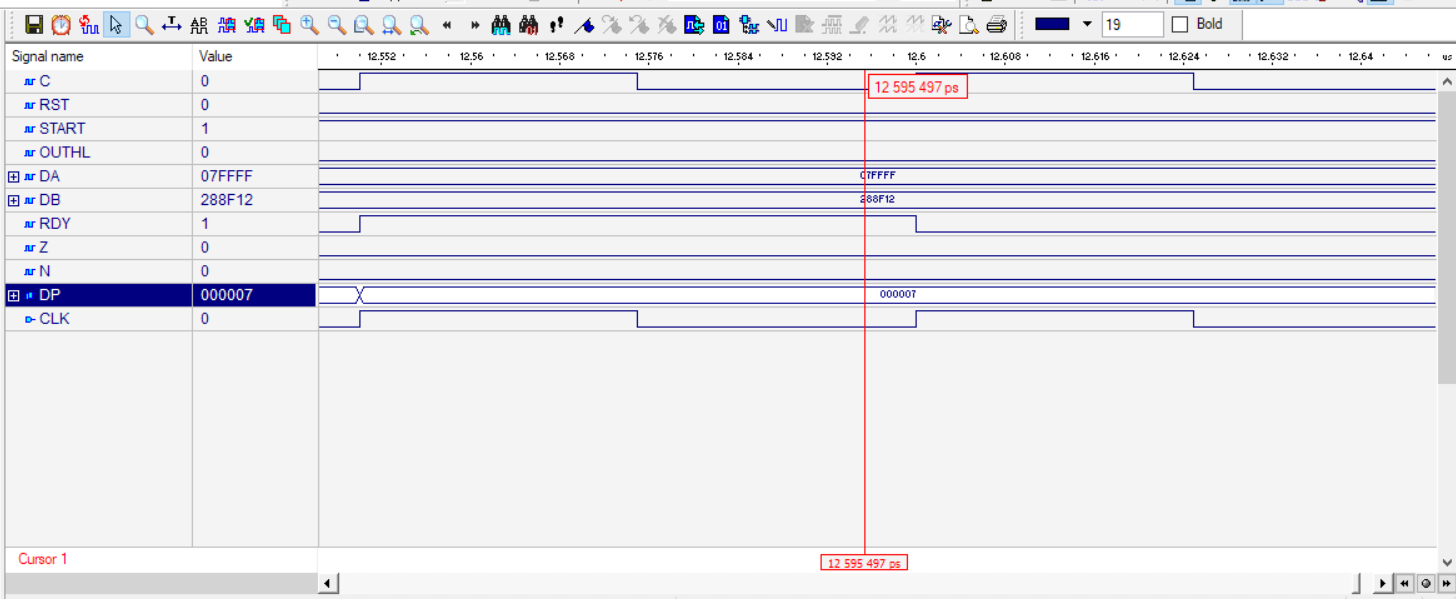 19 Bold
Signal name Value 12.552 12.56 12.568 12.576 12.584 12.592 12.6 12.608 12.616 12.624 12.632 12.64 us
C 0 12 595 497 ps
RST 0
START 1
OUTHL 0
DA 07FFFF 07FFFF
DB 288F12 288F12
RDY 1
Z 0
N 0
DP 000007 000007
CLK 0
Cursor 1 12 595 497 ps